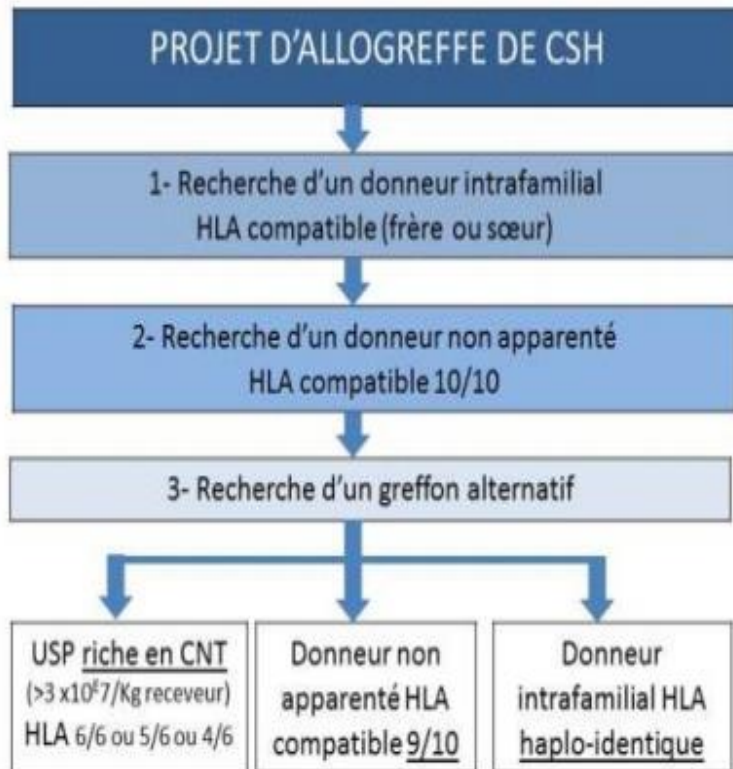 PROJET D'ALLOGREFFE DE CSH
1- Recherche d'un donneur intrafamilial
HLA compatible (frère ou sœur)
2- Recherche d'un donneur non apparenté
HLA compatible 10/10
3- Recherche d'un greffon alternatif
USP riche en CNT
(>3 x10ᴱ7/Kg receveur)
HLA 6/6 ou 5/6 ou 4/6
Donneur non
apparenté HLA
compatible 9/10
Donneur
intrafamilial HLA
haplo-identique